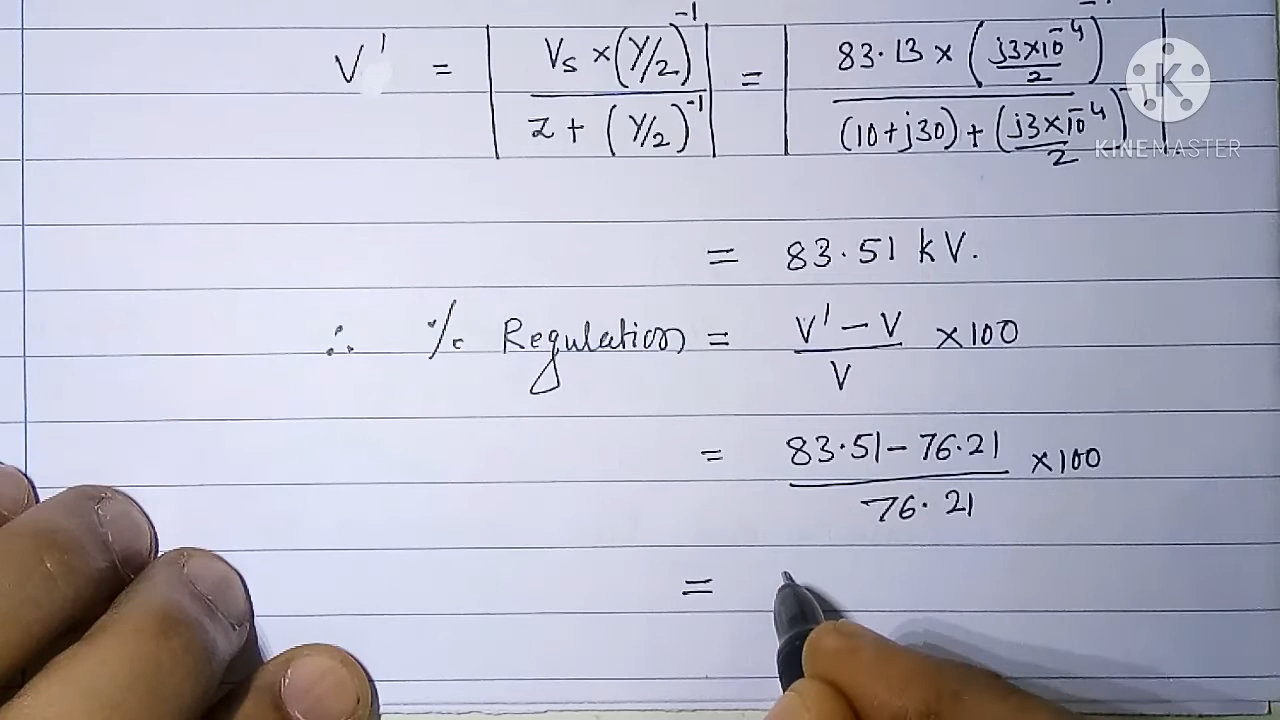 V' = | Vs × (Y/2)⁻¹ / Z + (Y/2)⁻¹ | = | 83.13 × (j3×10⁻⁴/2)⁻¹ / (10+j30) + (j3×10⁻⁴/2)⁻¹ |
K
KINEMASTER
= 83.51 kV.
∴ % Regulation = V' − V / V ×100
= 83.51 − 76.21 / 76.21 ×100
=